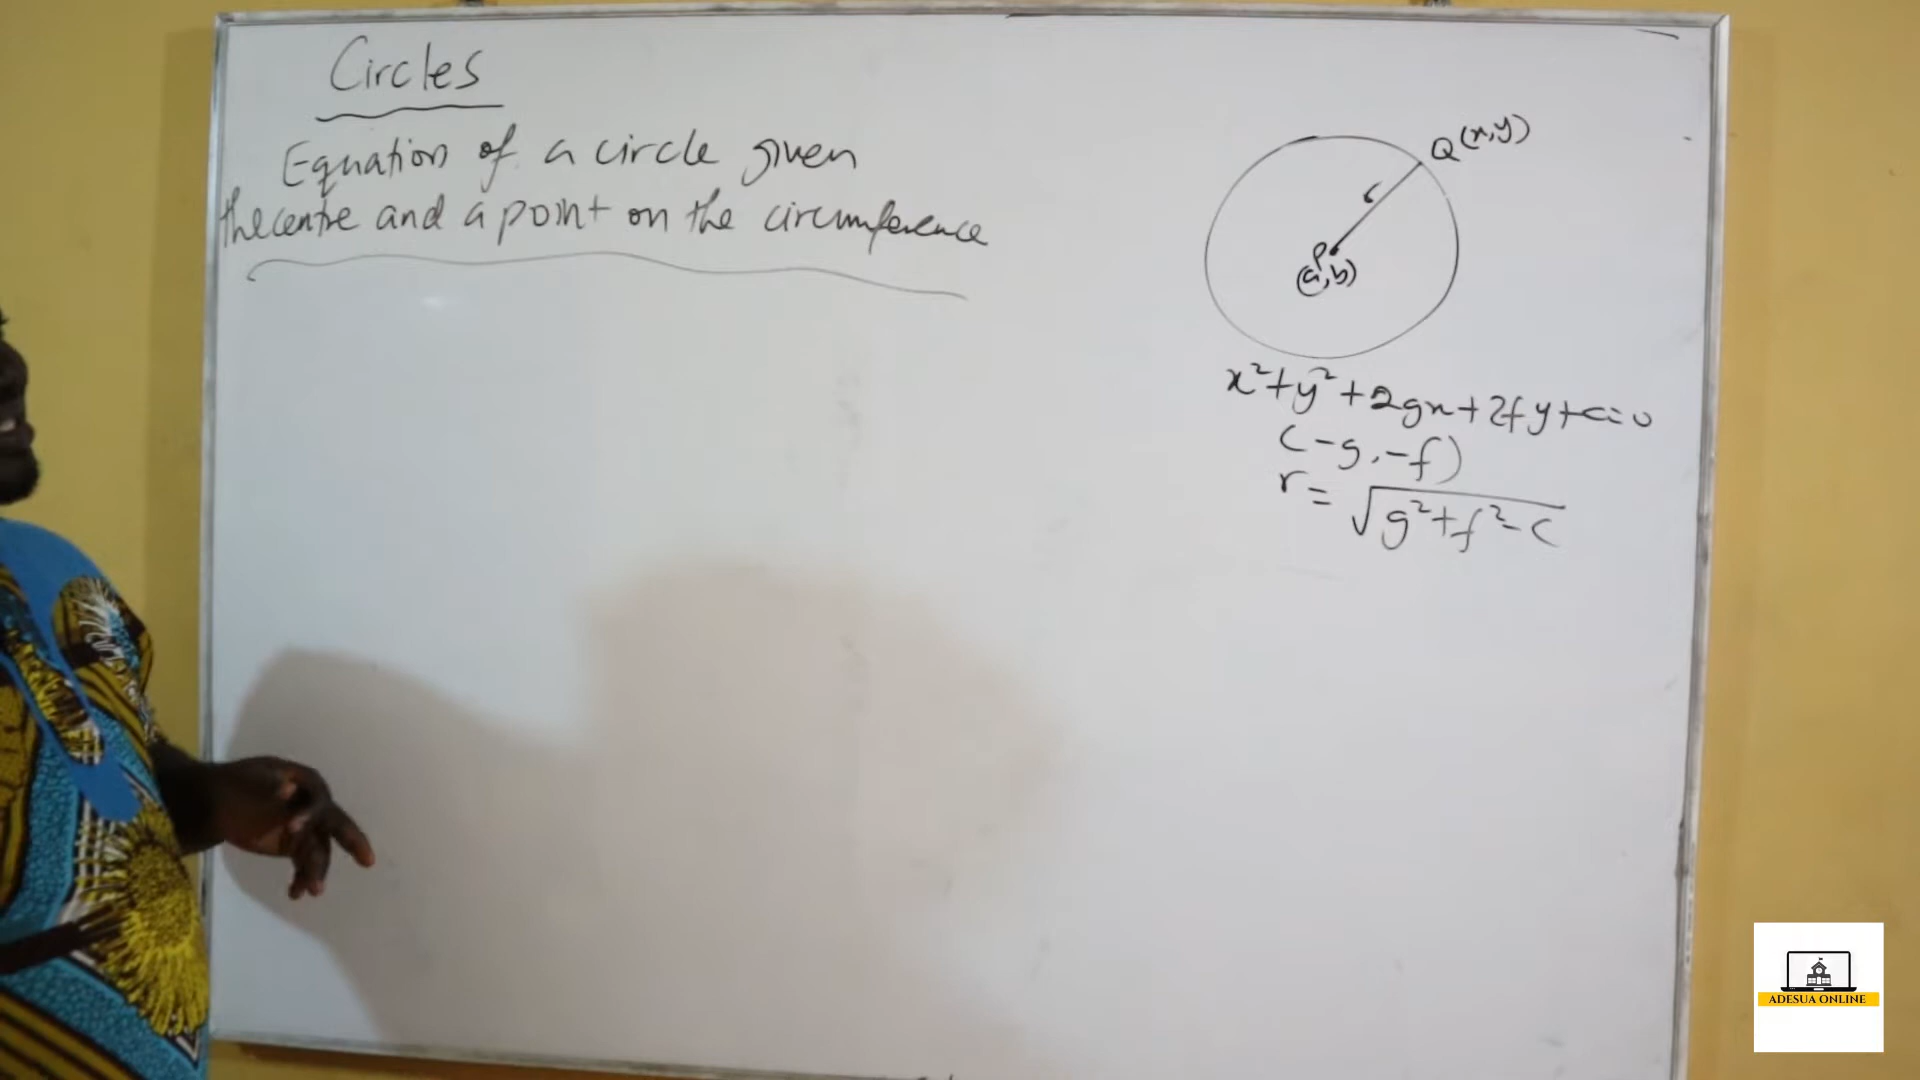 Circles
Equation of a circle given
the centre and a point on the circumference
Q(x,y)
r
P
(a,b)
x²+y²+2gx+2fy+c=0
(-g,-f)
r=√g²+f²-c
ADESUA ONLINE